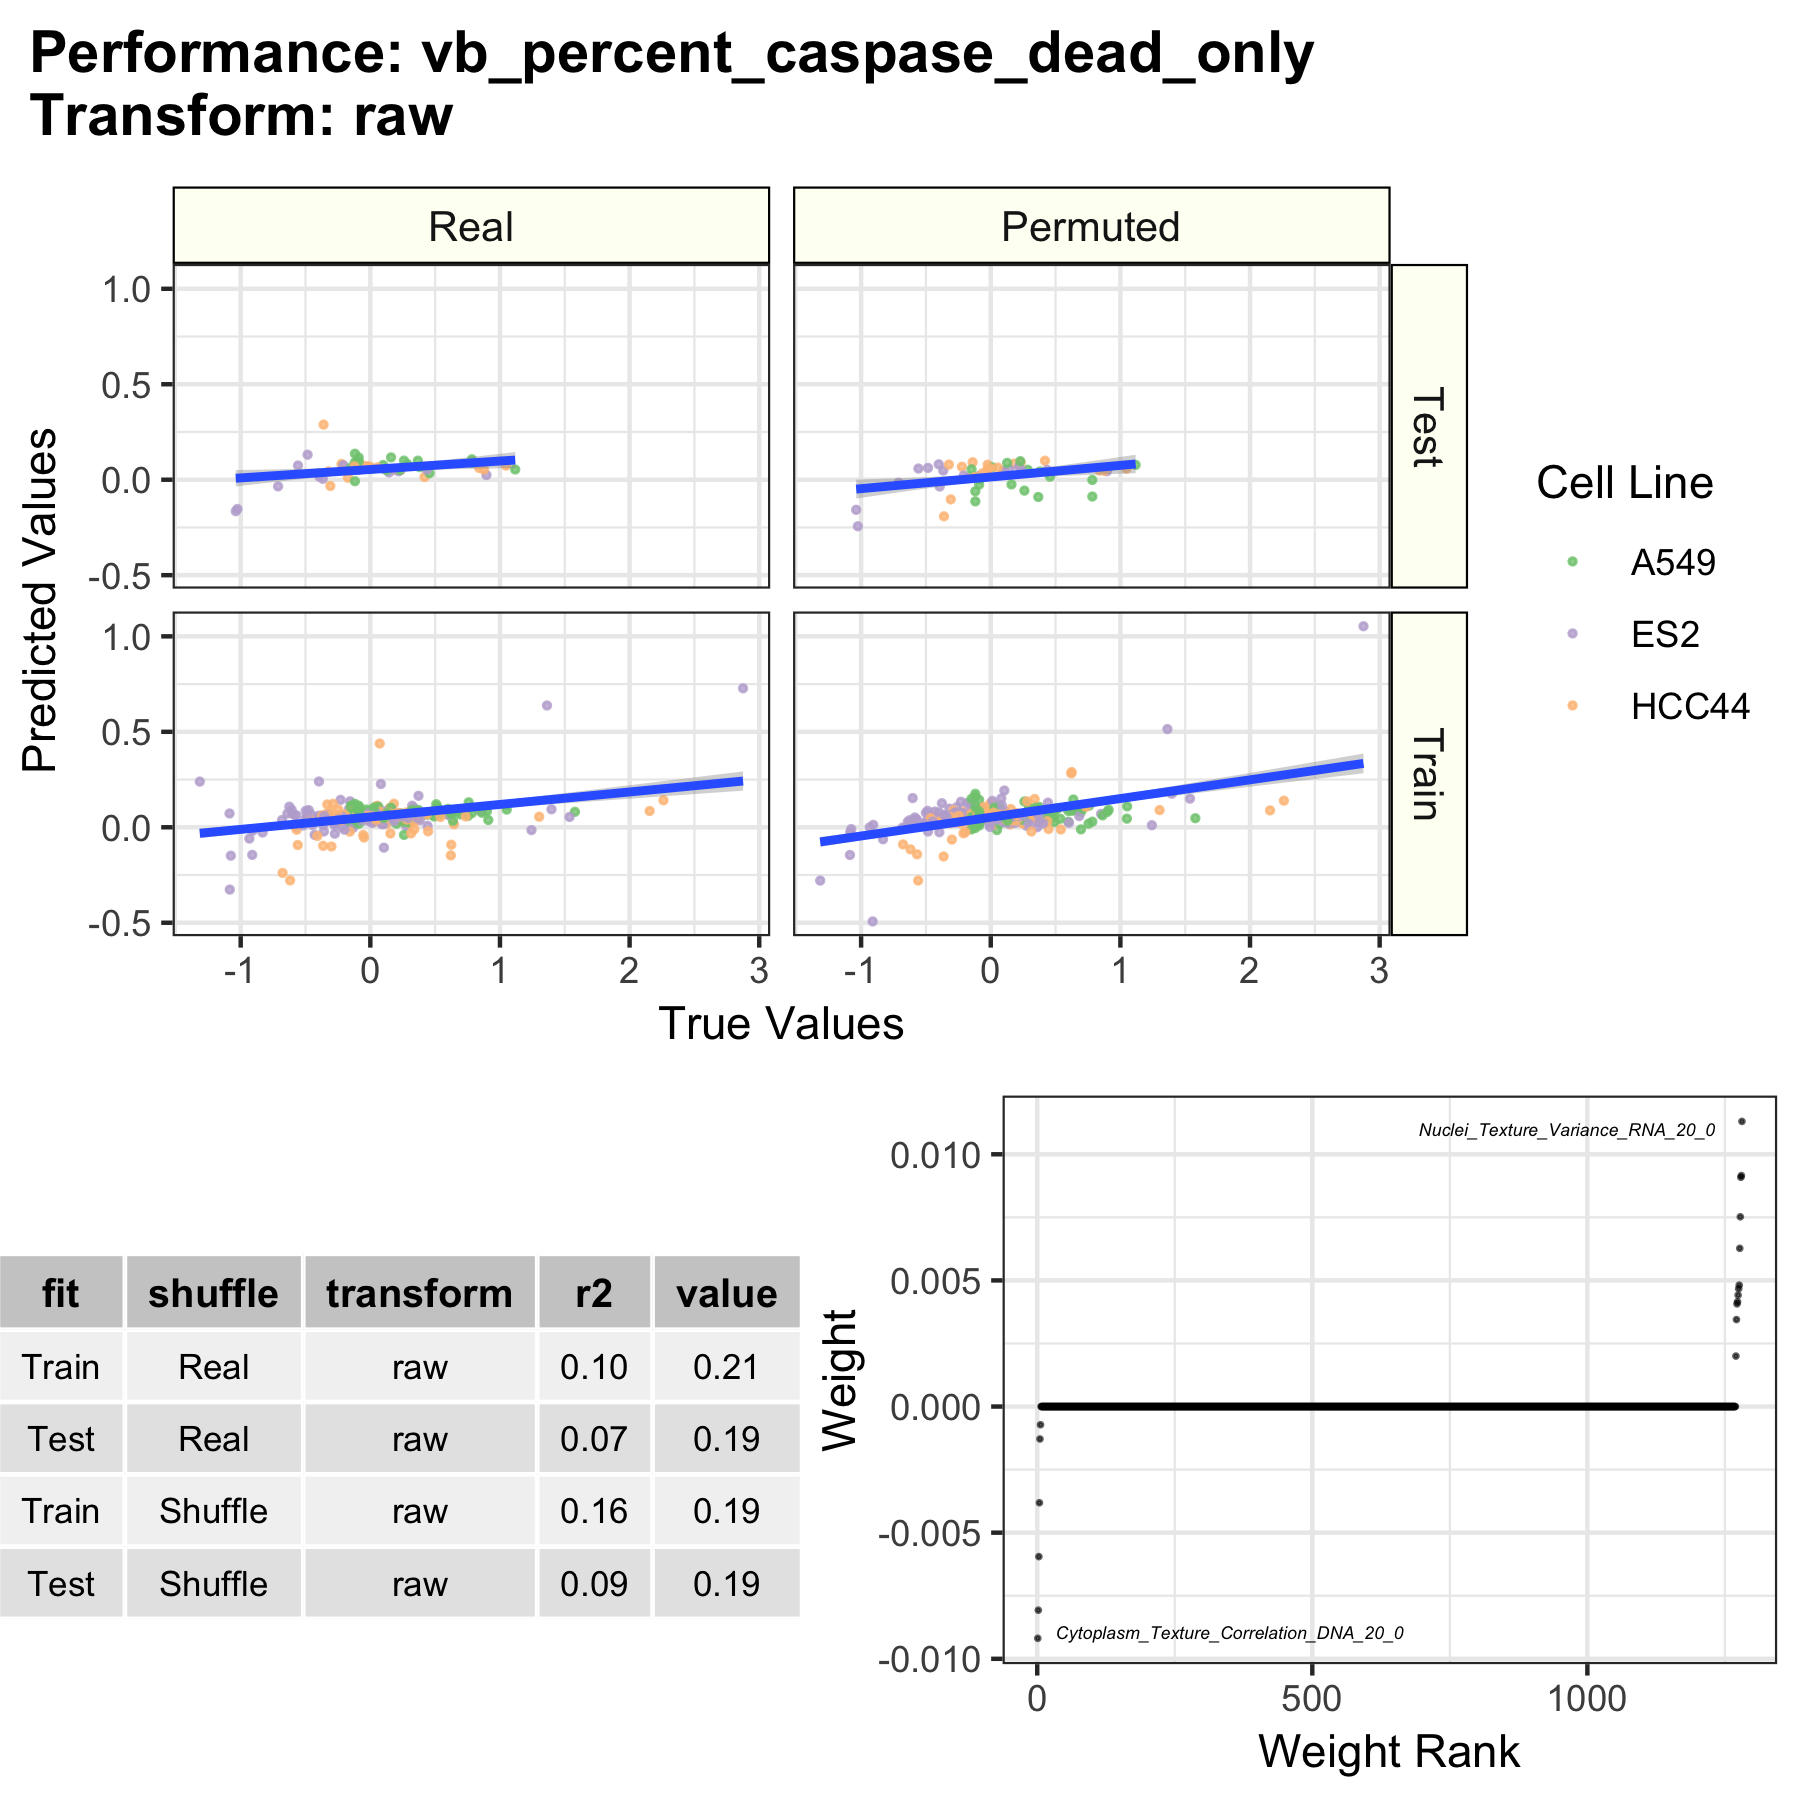 Performance: vb_percent_caspase_dead_only
Transform: raw
Real
Permuted
1.0
0.5
0.0
-0.5
Test
1.0
0.5
0.0
-0.5
Train
Predicted Values
-1
0
1
2
3
-1
0
1
2
3
True Values
Cell Line
A549
ES2
HCC44
fit shuffle transform r2 value
Train Real raw 0.10 0.21
Test Real raw 0.07 0.19
Train Shuffle raw 0.16 0.19
Test Shuffle raw 0.09 0.19
Weight
0.010
0.005
0.000
-0.005
-0.010
Nuclei_Texture_Variance_RNA_20_0
Cytoplasm_Texture_Correlation_DNA_20_0
0
500
1000
Weight Rank